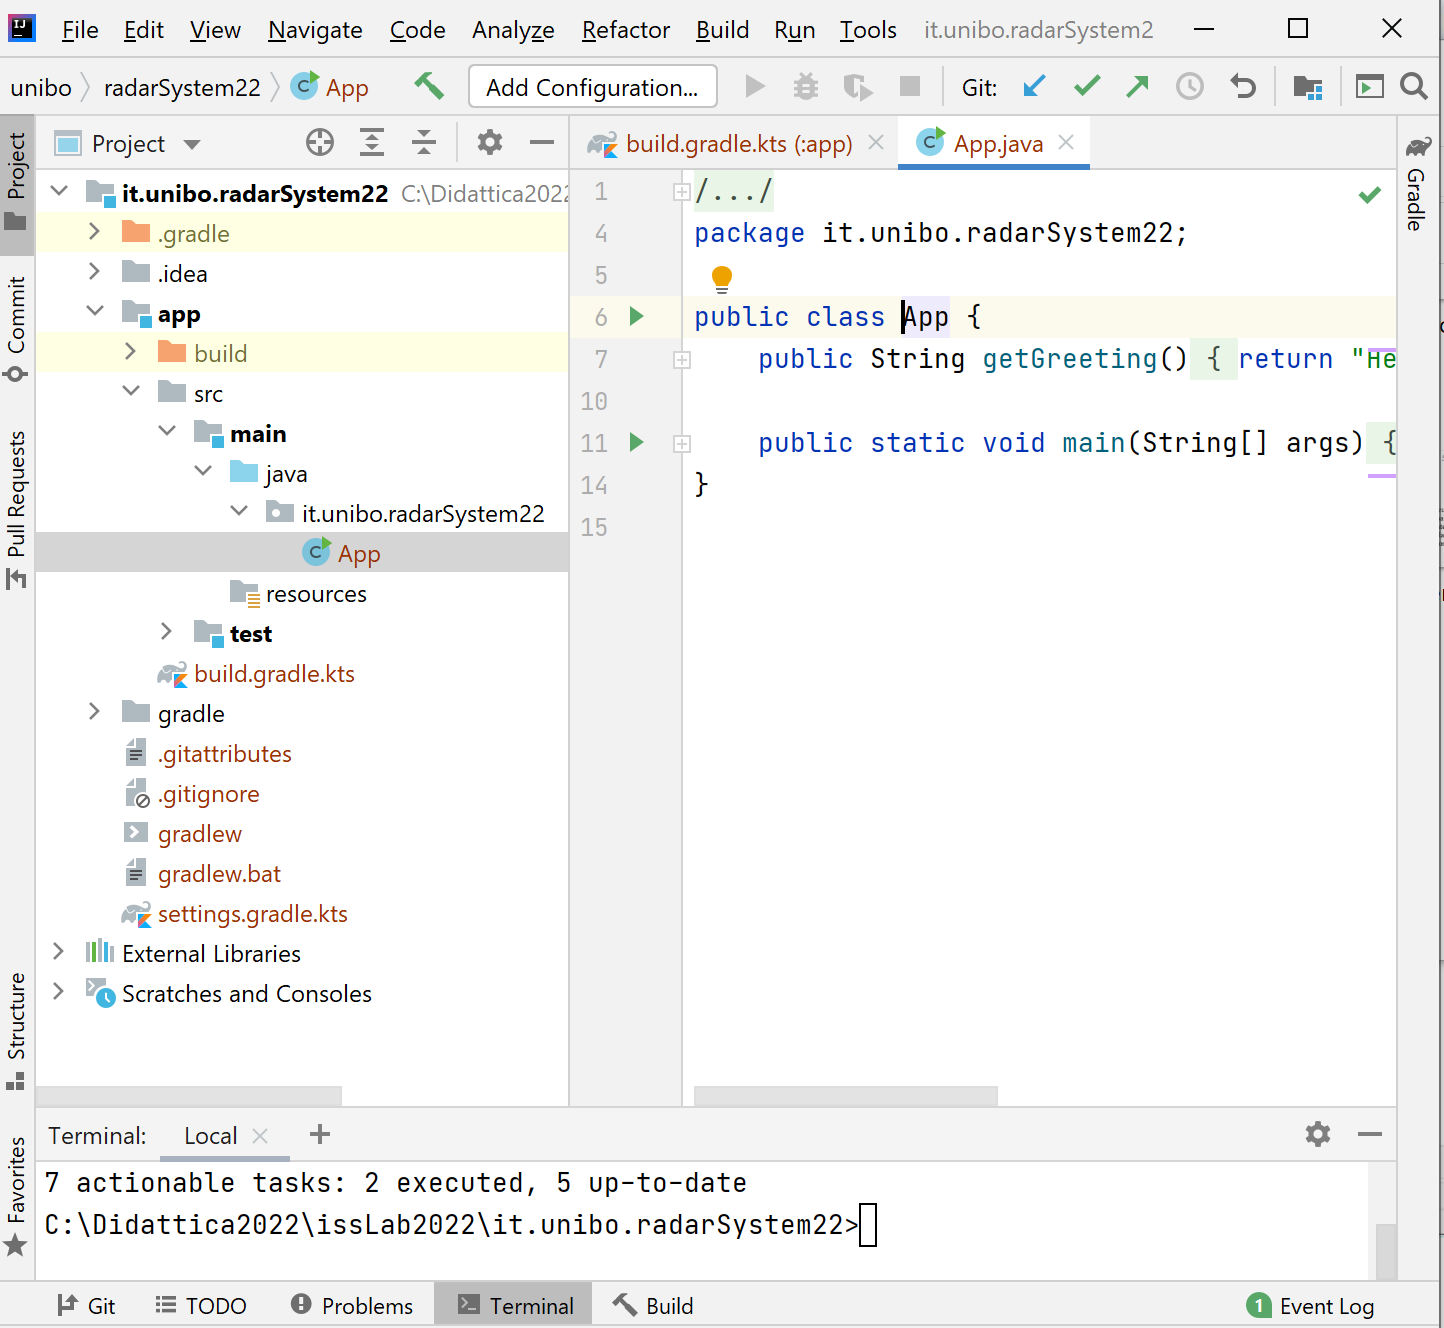 File Edit View Navigate Code Analyze Refactor Build Run Tools it.unibo.radarSystem2
unibo radarSystem22 C App Add Configuration... Git:
Project
build.gradle.kts (:app)
C App.java
Project
Commit
Pull Requests
Structure
Favorites
Gradle
it.unibo.radarSystem22 C:\Didattica2022
.gradle
.idea
app
build
src
main
java
it.unibo.radarSystem22
C App
resources
test
build.gradle.kts
gradle
.gitattributes
.gitignore
gradlew
gradlew.bat
settings.gradle.kts
External Libraries
Scratches and Consoles
1 /.../
4 package it.unibo.radarSystem22;
5
6 public class App {
7 public String getGreeting() { return "He
10
11 public static void main(String[] args) {
14 }
15
Terminal: Local
7 actionable tasks: 2 executed, 5 up-to-date
C:\Didattica2022\issLab2022\it.unibo.radarSystem22>
Git TODO Problems Terminal Build 1 Event Log